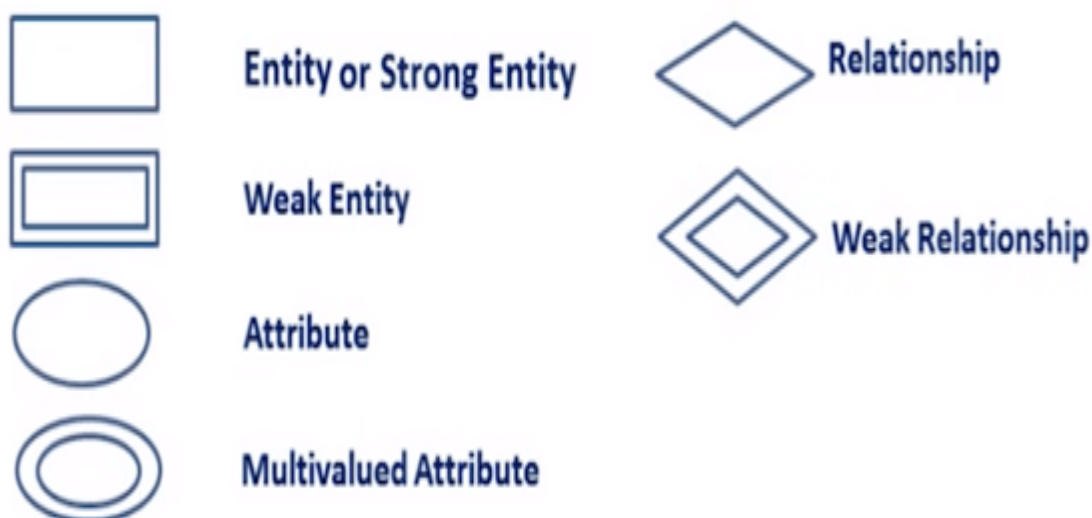 Entity or Strong Entity
Weak Entity
Attribute
Multivalued Attribute
Relationship
Weak Relationship